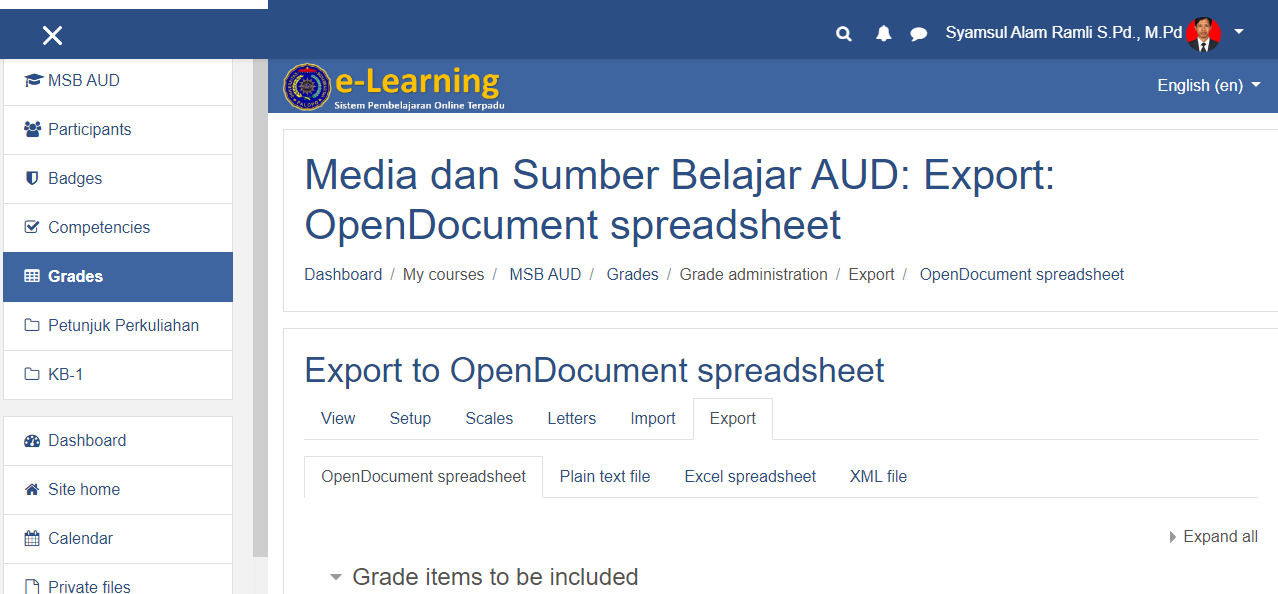 Syamsul Alam Ramli S.Pd., M.Pd
e-Learning
Sistem Pembelajaran Online Terpadu
English (en)
MSB AUD
Participants
Badges
Competencies
Grades
Petunjuk Perkuliahan
KB-1
Dashboard
Site home
Calendar
Private files
Media dan Sumber Belajar AUD: Export:
OpenDocument spreadsheet
Dashboard / My courses / MSB AUD / Grades / Grade administration / Export / OpenDocument spreadsheet
Export to OpenDocument spreadsheet
View Setup Scales Letters Import Export
OpenDocument spreadsheet Plain text file Excel spreadsheet XML file
Expand all
Grade items to be included